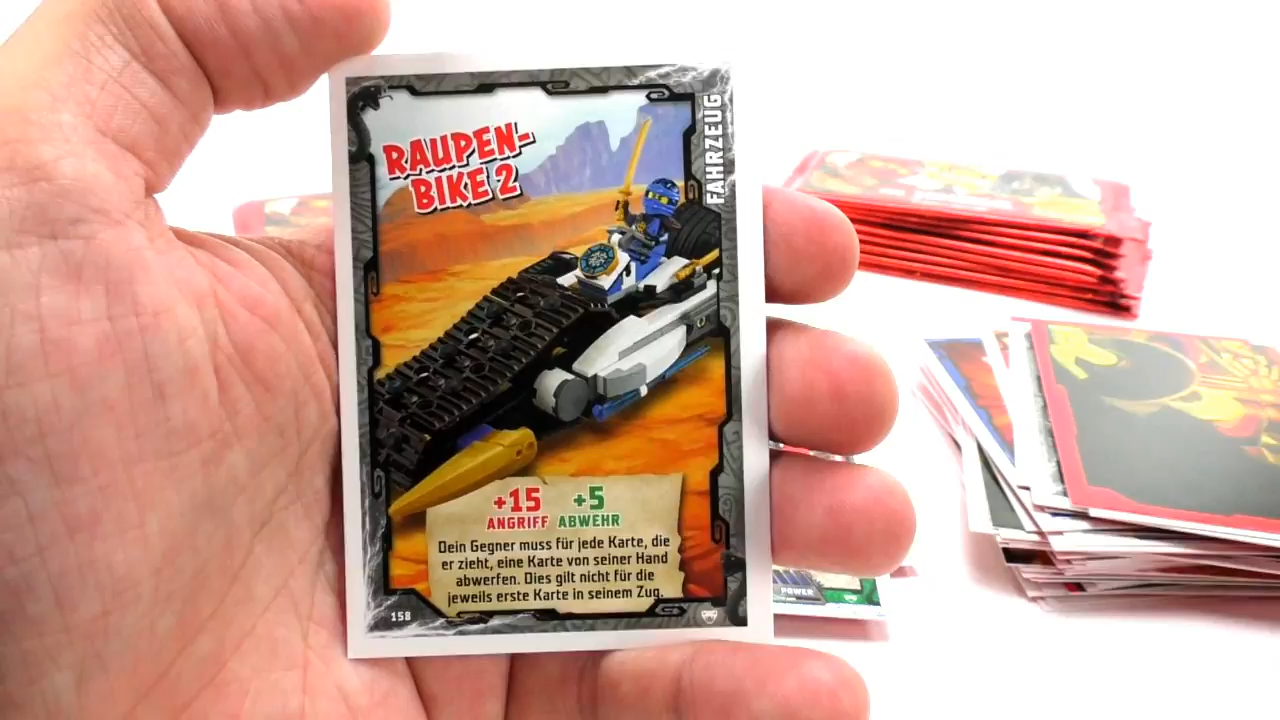 RAUPEN-
BIKE 2
FAHRZEUG
+15 +5
ANGRIFF ABWEHR
Dein Gegner muss für jede Karte, die
er zieht, eine Karte von seiner Hand
abwerfen. Dies gilt nicht für die
jeweils erste Karte in seinem Zug.
158
POWER